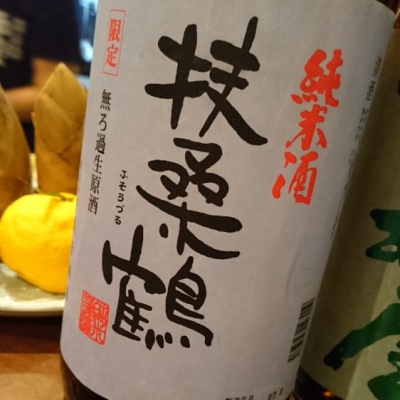 純米酒
限定
扶桑鶴
ふそうづる
無ろ過生原酒